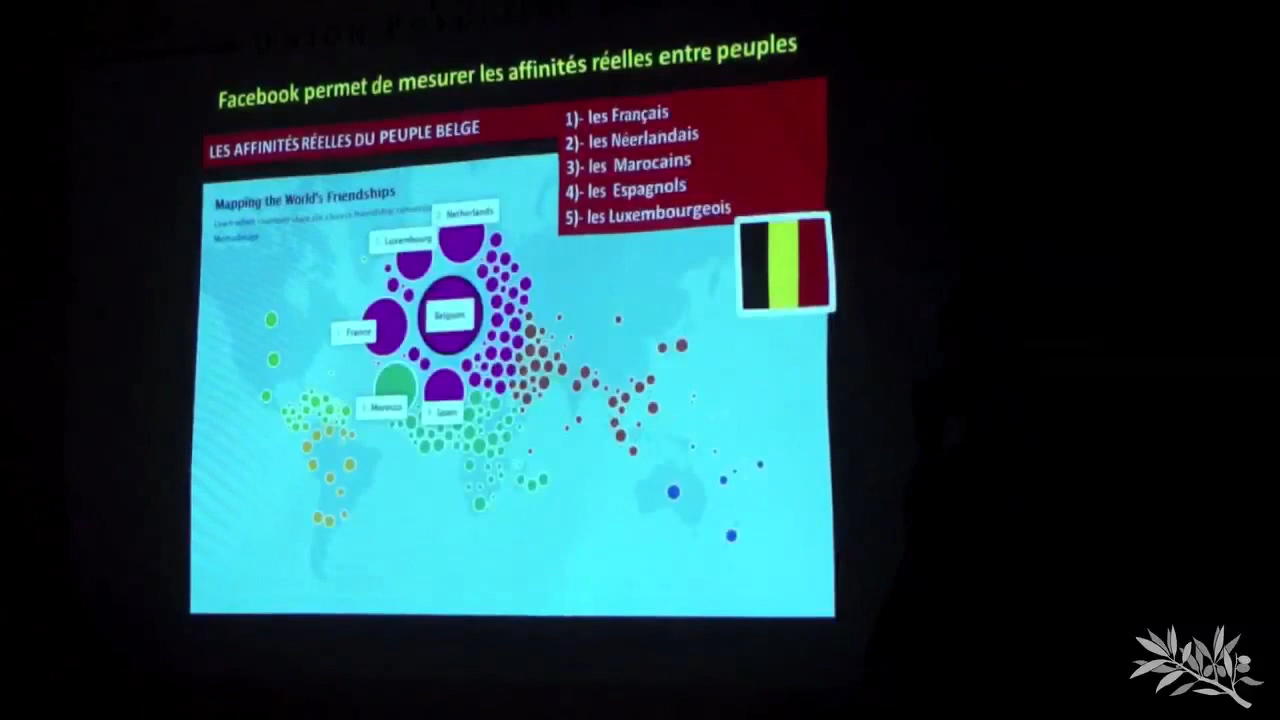 Facebook permet de mesurer les affinités réelles entre peuples
LES AFFINITÉS RÉELLES DU PEUPLE BELGE
1)- les Français
2)- les Néerlandais
3)- les Marocains
4)- les Espagnols
5)- les Luxembourgeois
Mapping the World's Friendships
Netherlands
Luxembourg
Belgium
France
Morocco
Spain